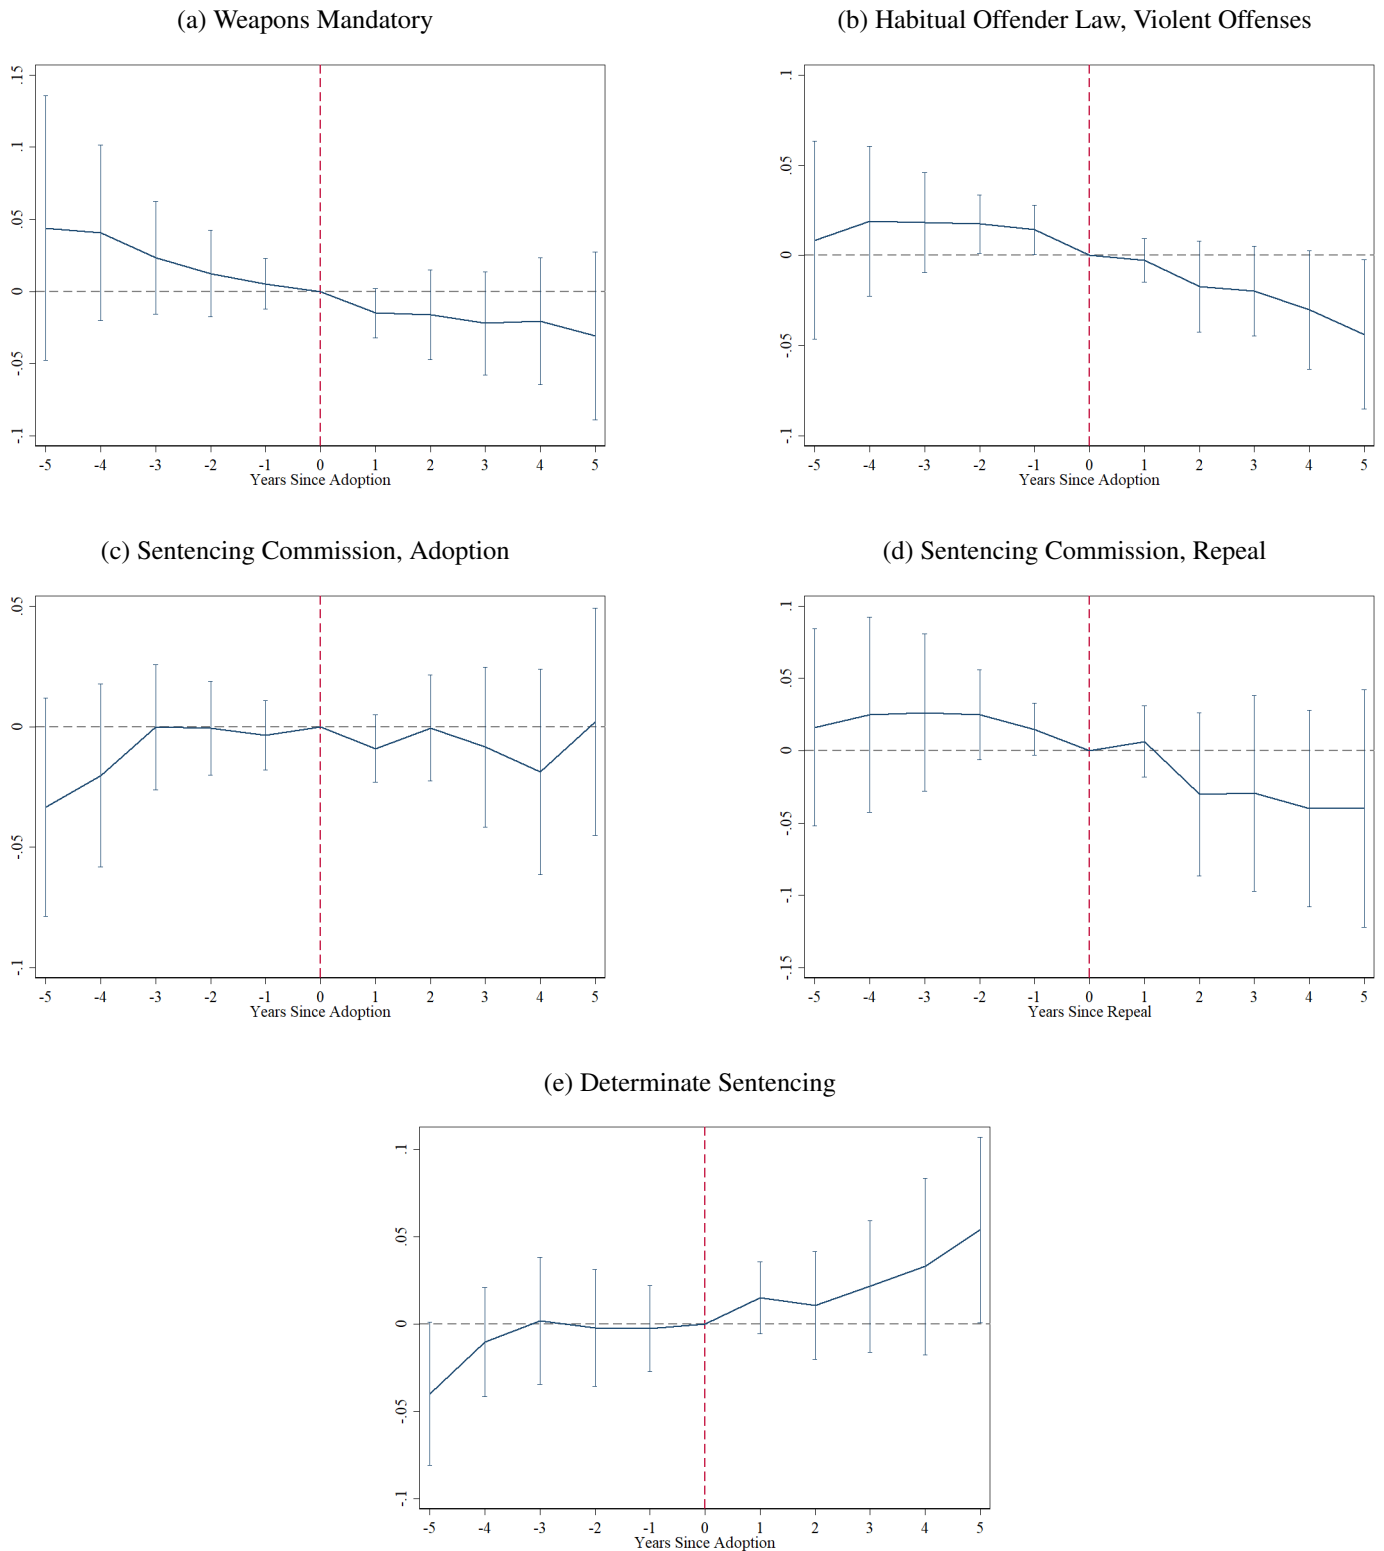 (a) Weapons Mandatory
.15
.1
.05
0
-.05
-.1
-5 -4 -3 -2 -1 0 1 2 3 4 5
Years Since Adoption
(b) Habitual Offender Law, Violent Offenses
.1
.05
0
-.05
-.1
-5 -4 -3 -2 -1 0 1 2 3 4 5
Years Since Adoption
(c) Sentencing Commission, Adoption
.05
0
-.05
-.1
-5 -4 -3 -2 -1 0 1 2 3 4 5
Years Since Adoption
(d) Sentencing Commission, Repeal
.1
.05
0
-.05
-.1
-.15
-5 -4 -3 -2 -1 0 1 2 3 4 5
Years Since Repeal
(e) Determinate Sentencing
.1
.05
0
-.05
-.1
-5 -4 -3 -2 -1 0 1 2 3 4 5
Years Since Adoption